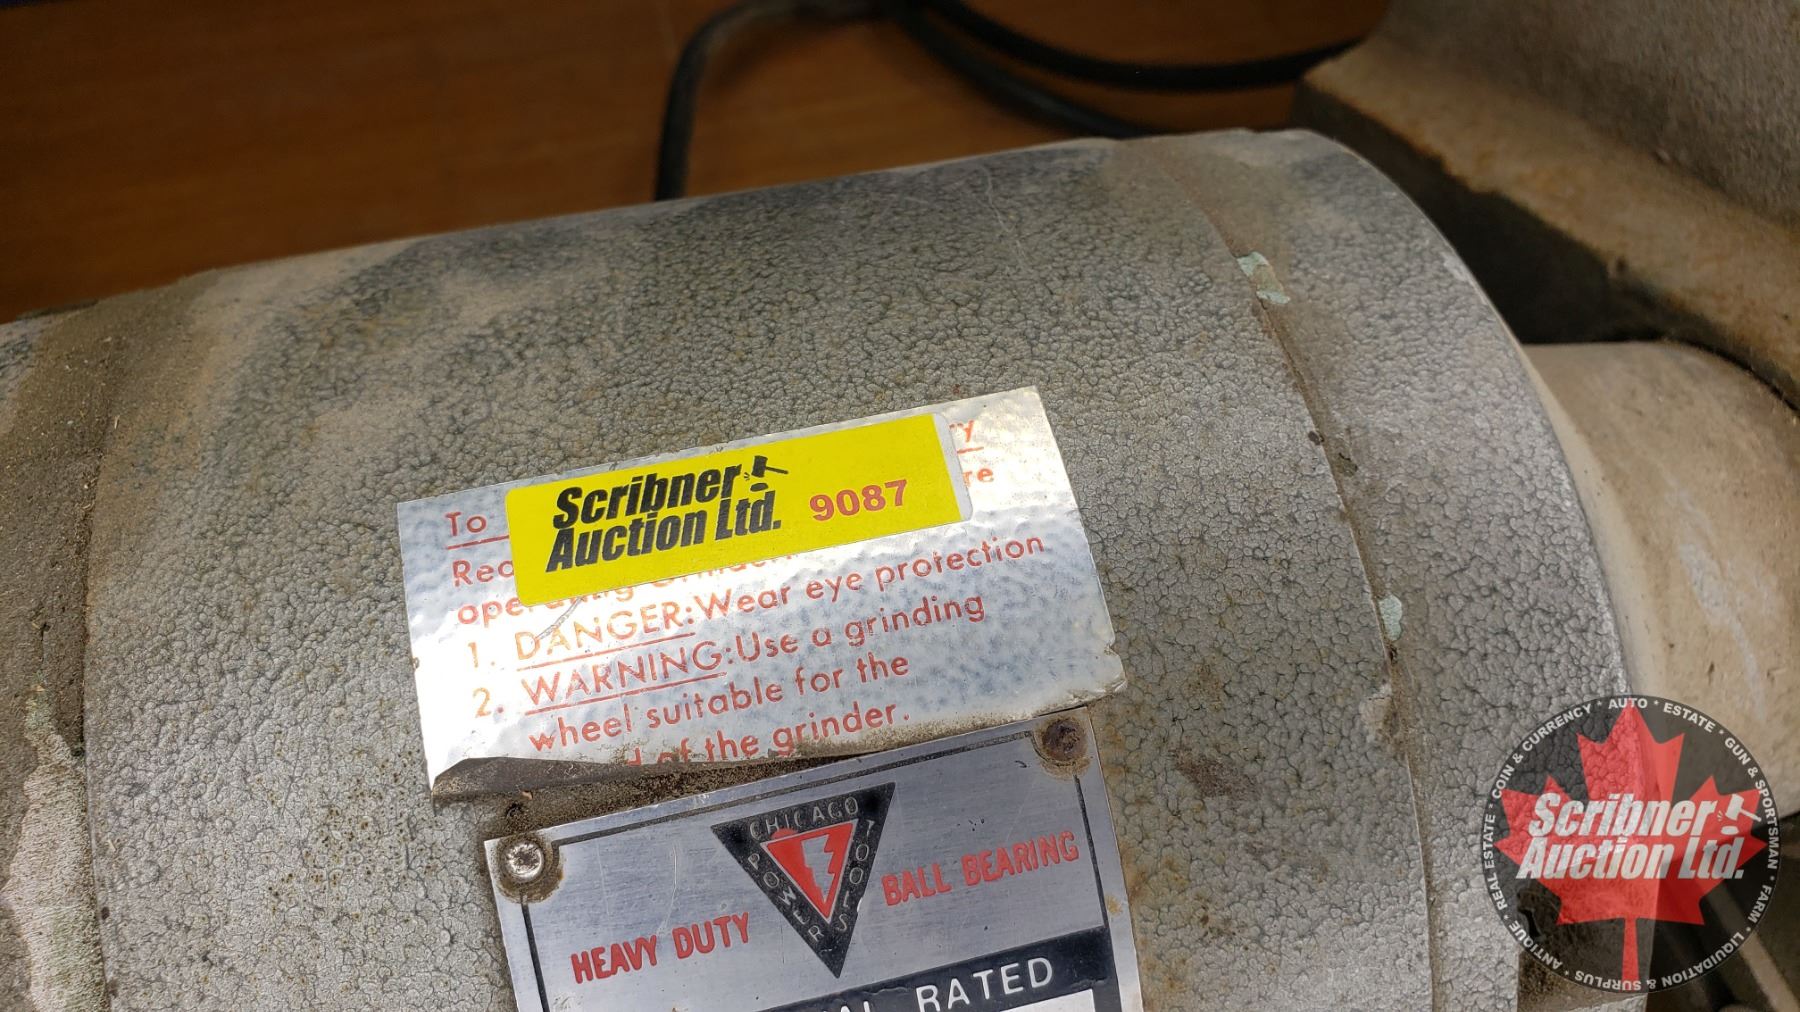 To
Scribner
Auction Ltd. 9087
1. DANGER: Wear eye protection
2. WARNING: Use a grinding
wheel suitable for the
of the grinder.
CHICAGO
POWER
TOOLS
HEAVY DUTY
BALL BEARING
RATED
COIN & CURRENCY • AUTO • ESTATE • GUN & SPORTSMAN • FARM • LIQUIDATION & SURPLUS • ANTIQUE • REAL ESTATE •
Scribner
Auction Ltd.